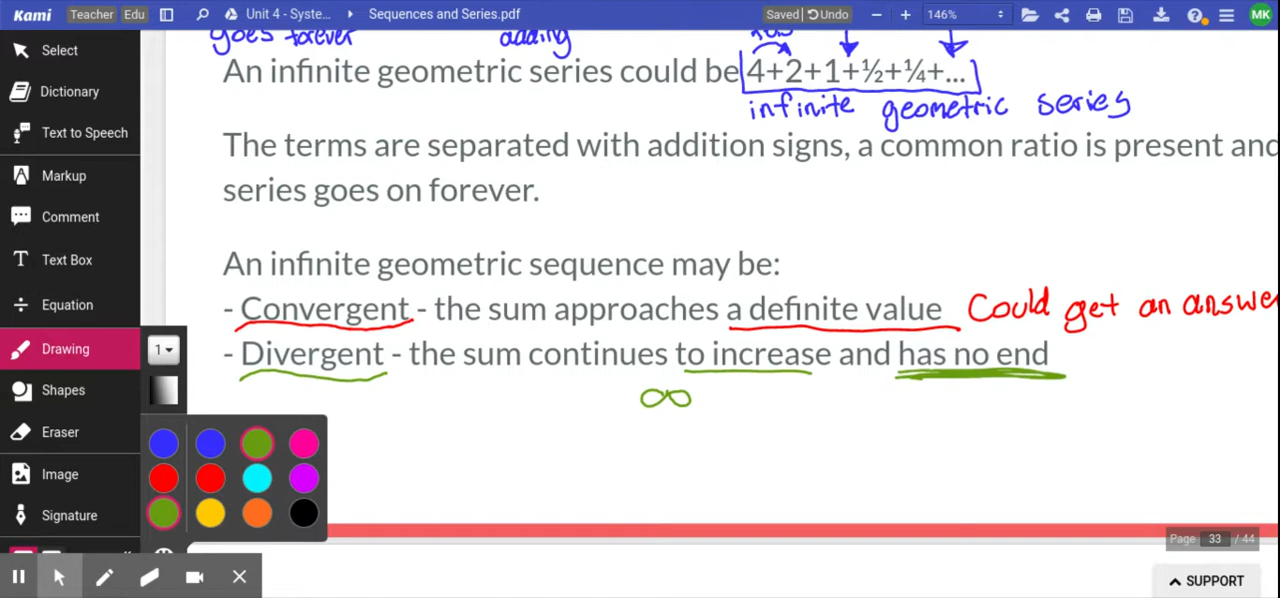 Kami Teacher Edu Unit 4 - Syste... Sequences and Series.pdf Saved Undo 146% MK
goes forever adding
An infinite geometric series could be 4+2+1+½+¼+...
infinite geometric series
The terms are separated with addition signs, a common ratio is present and
series goes on forever.
An infinite geometric sequence may be:
- Convergent - the sum approaches a definite value Could get an answe
- Divergent - the sum continues to increase and has no end
∞
Select
Dictionary
Text to Speech
Markup
Comment
Text Box
Equation
Drawing
1
Shapes
Eraser
Image
Signature
Page 33 / 44
SUPPORT